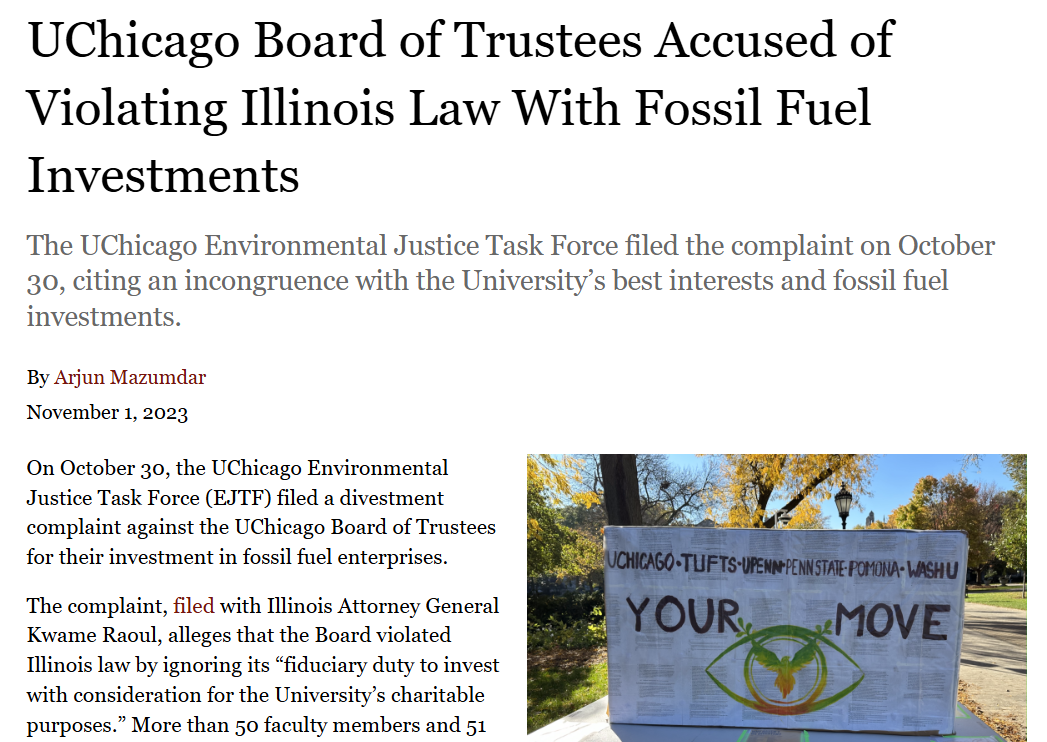 UChicago Board of Trustees Accused of
Violating Illinois Law With Fossil Fuel
Investments
The UChicago Environmental Justice Task Force filed the complaint on October
30, citing an incongruence with the University’s best interests and fossil fuel
investments.
By Arjun Mazumdar
November 1, 2023
On October 30, the UChicago Environmental
Justice Task Force (EJTF) filed a divestment
complaint against the UChicago Board of Trustees
for their investment in fossil fuel enterprises.
The complaint, filed with Illinois Attorney General
Kwame Raoul, alleges that the Board violated
Illinois law by ignoring its “fiduciary duty to invest
with consideration for the University’s charitable
purposes.” More than 50 faculty members and 51
UCHICAGO•TUFTS•UPENN•PENN STATE•POMONA•WASHU
YOUR MOVE